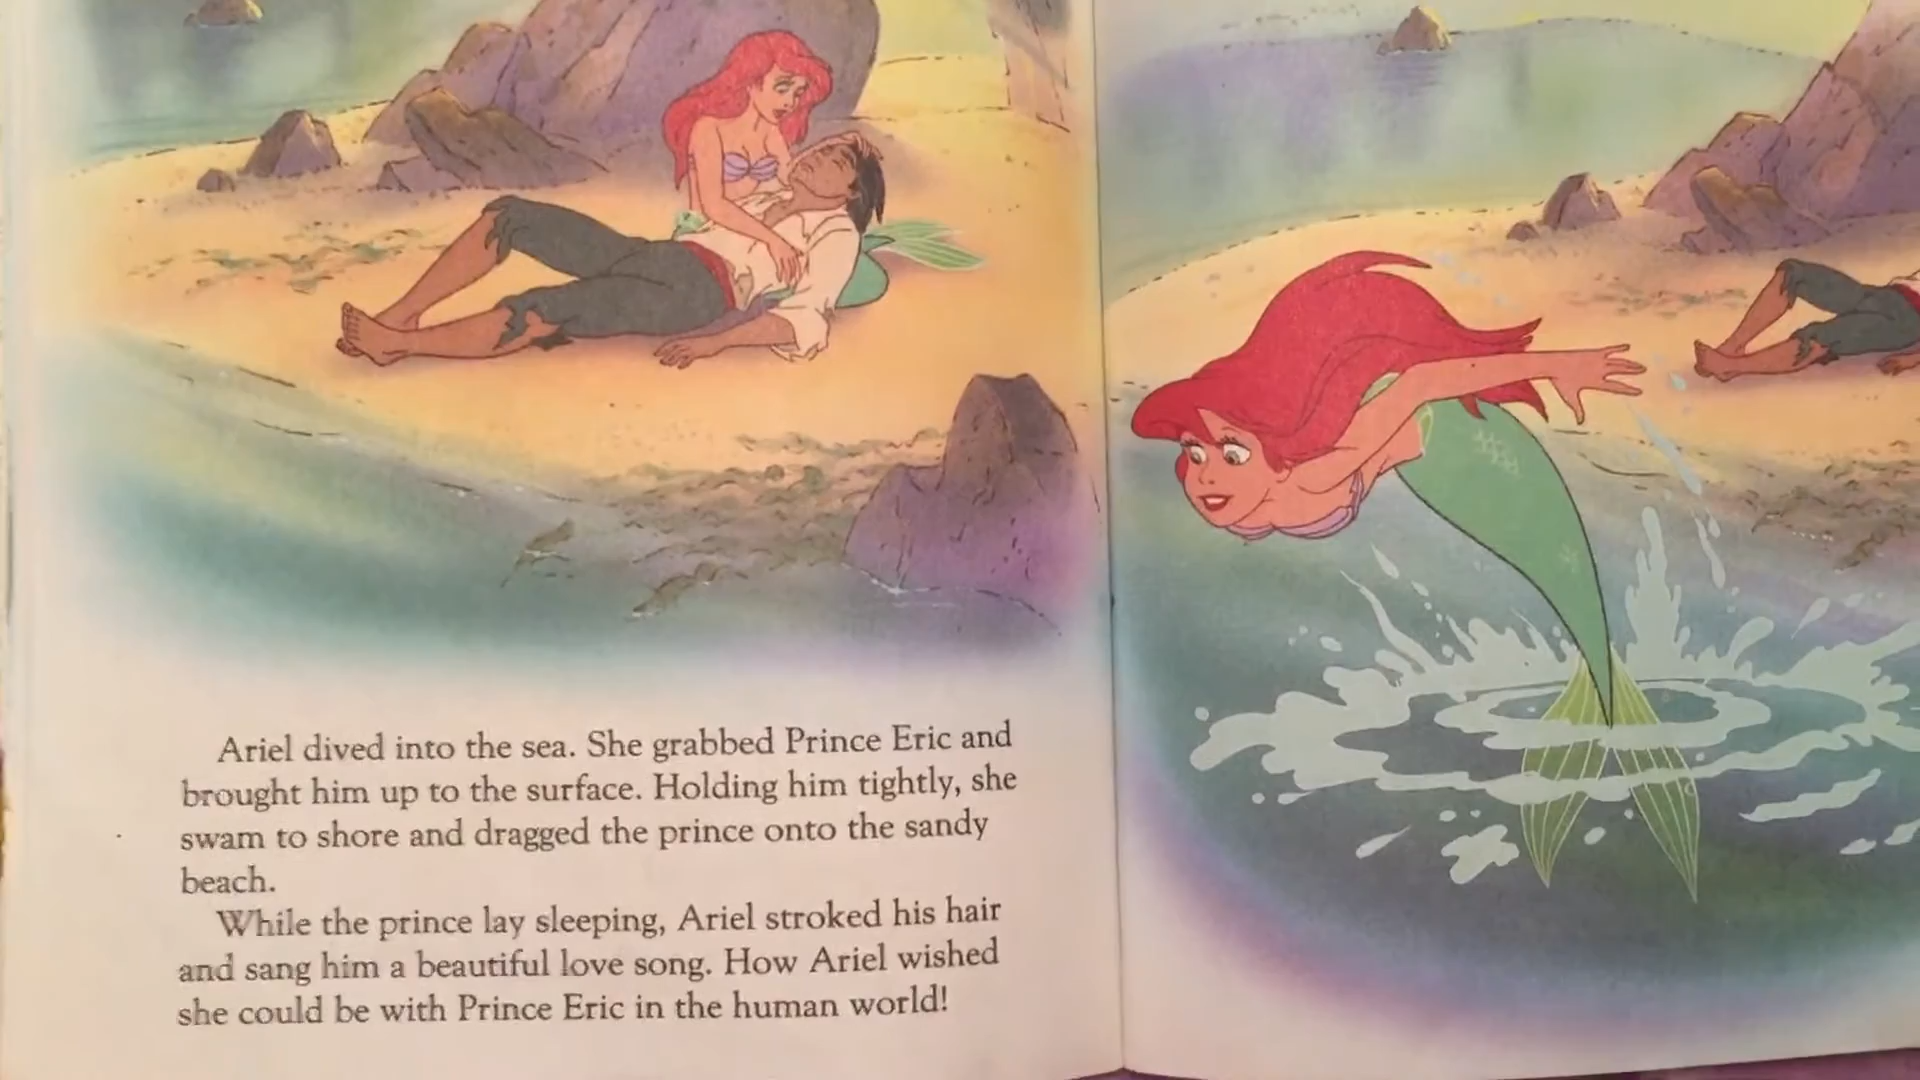 Ariel dived into the sea. She grabbed Prince Eric and
brought him up to the surface. Holding him tightly, she
swam to shore and dragged the prince onto the sandy
beach.
While the prince lay sleeping, Ariel stroked his hair
and sang him a beautiful love song. How Ariel wished
she could be with Prince Eric in the human world!